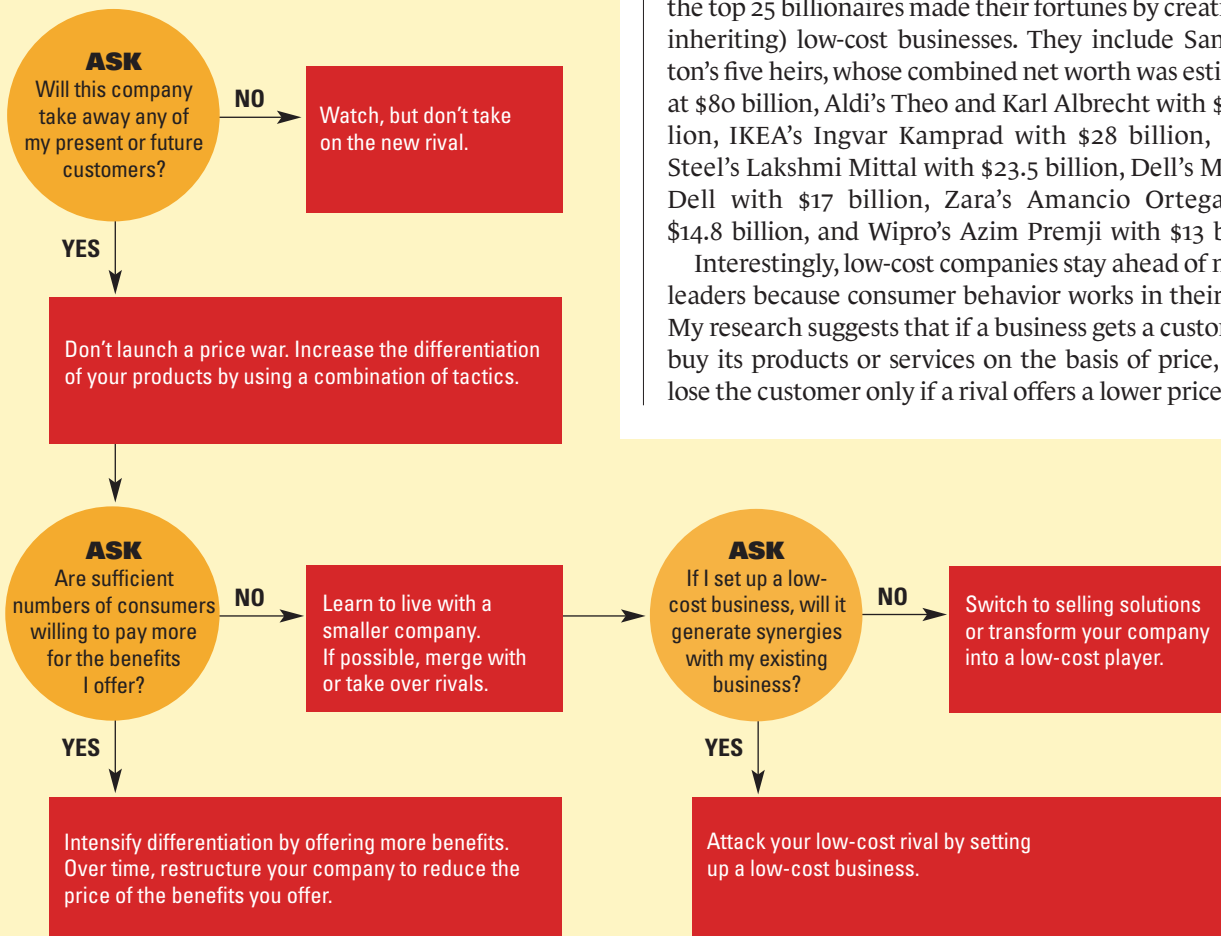 the top 25 billionaires made their fortunes by creati
inheriting) low-cost businesses. They include San
ton's five heirs, whose combined net worth was esti
at $80 billion, Aldi's Theo and Karl Albrecht with $
lion, IKEA's Ingvar Kamprad with $28 billion,
Steel's Lakshmi Mittal with $23.5 billion, Dell's M
Dell with $17 billion, Zara's Amancio Ortega
$14.8 billion, and Wipro's Azim Premji with $13 b
Interestingly, low-cost companies stay ahead of n
leaders because consumer behavior works in their
My research suggests that if a business gets a custor
buy its products or services on the basis of price,
lose the customer only if a rival offers a lower price
ASK
Will this company
take away any of
my present or future
customers?
NO
Watch, but don't take
on the new rival.
YES
Don't launch a price war. Increase the differentiation
of your products by using a combination of tactics.
ASK
Are sufficient
numbers of consumers
willing to pay more
for the benefits
I offer?
NO
Learn to live with a
smaller company.
If possible, merge with
or take over rivals.
ASK
If I set up a low-
cost business, will it
generate synergies
with my existing
business?
NO
Switch to selling solutions
or transform your company
into a low-cost player.
YES
Intensify differentiation by offering more benefits.
Over time, restructure your company to reduce the
price of the benefits you offer.
YES
Attack your low-cost rival by setting
up a low-cost business.